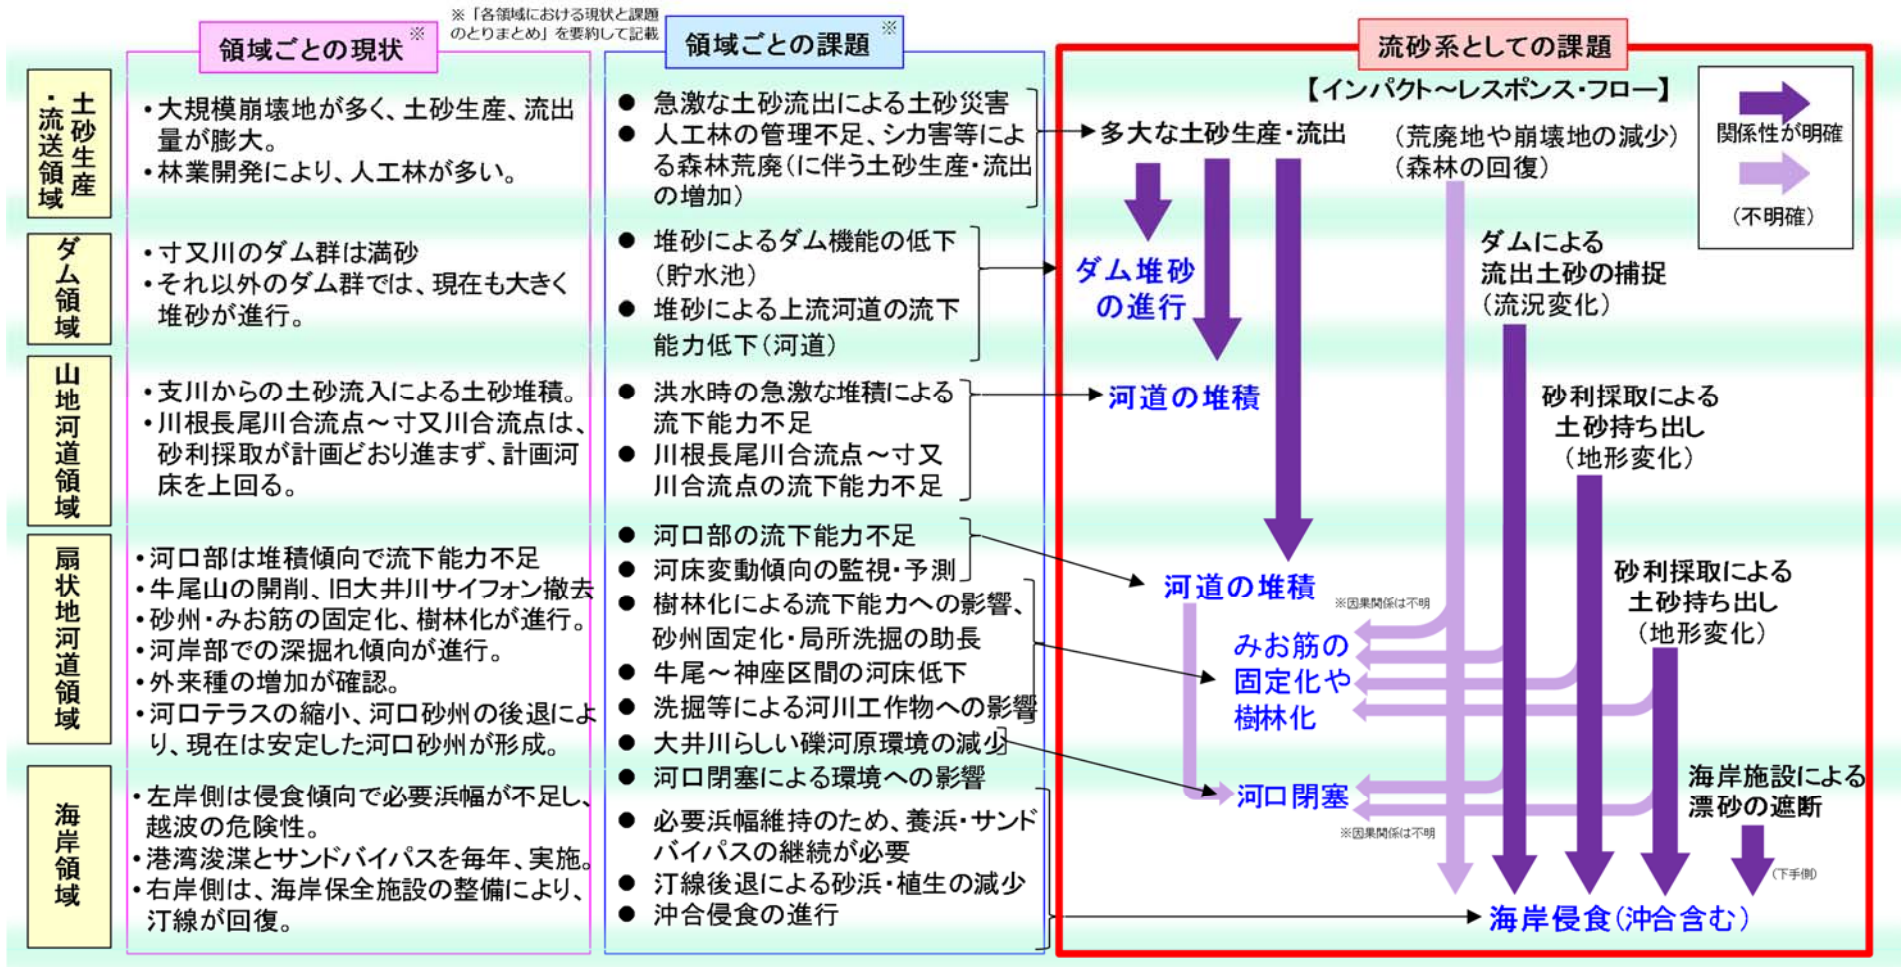 ※「各領域における現状と課題
のとりまとめ」を要約して記載
領域ごとの現状※
領域ごとの課題※
流砂系としての課題
土砂生産
・流送領域
・大規模崩壊地が多く、土砂生産、流出
量が膨大。
・林業開発により、人工林が多い。
● 急激な土砂流出による土砂災害
● 人工林の管理不足、シカ害等によ
る森林荒廃(に伴う土砂生産・流出
の増加)
【インパクト～レスポンス・フロー】
多大な土砂生産・流出
(荒廃地や崩壊地の減少)
(森林の回復)
関係性が明確
(不明確)
ダム領域
・寸又川のダム群は満砂
・それ以外のダム群では、現在も大きく
堆砂が進行。
● 堆砂によるダム機能の低下
(貯水池)
● 堆砂による上流河道の流下
能力低下(河道)
ダム堆砂
の進行
ダムによる
流出土砂の捕捉
(流況変化)
山地河道領域
・支川からの土砂流入による土砂堆積。
・川根長尾川合流点～寸又川合流点は、
砂利採取が計画どおり進まず、計画河
床を上回る。
● 洪水時の急激な堆積による
流下能力不足
● 川根長尾川合流点～寸又
川合流点の流下能力不足
河道の堆積
砂利採取による
土砂持ち出し
(地形変化)
扇状地河道領域
・河口部は堆積傾向で流下能力不足
・牛尾山の開削、旧大井川サイフォン撤去
・砂州・みお筋の固定化、樹林化が進行。
・河岸部での深掘れ傾向が進行。
・外来種の増加が確認。
・河口テラスの縮小、河口砂州の後退によ
り、現在は安定した河口砂州が形成。
● 河口部の流下能力不足
● 河床変動傾向の監視・予測
● 樹林化による流下能力への影響、
砂州固定化・局所洗掘の助長
● 牛尾～神座区間の河床低下
● 洗掘等による河川工作物への影響
● 大井川らしい礫河原環境の減少
● 河口閉塞による環境への影響
河道の堆積
※因果関係は不明
みお筋の
固定化や
樹林化
砂利採取による
土砂持ち出し
(地形変化)
河口閉塞
※因果関係は不明
海岸領域
・左岸側は侵食傾向で必要浜幅が不足し、
越波の危険性。
・港湾浚渫とサンドバイパスを毎年、実施。
・右岸側は、海岸保全施設の整備により、
汀線が回復。
● 必要浜幅維持のため、養浜・サンド
バイパスの継続が必要
● 汀線後退による砂浜・植生の減少
● 沖合侵食の進行
海岸施設による
漂砂の遮断
(下手側)
海岸侵食(沖合含む)